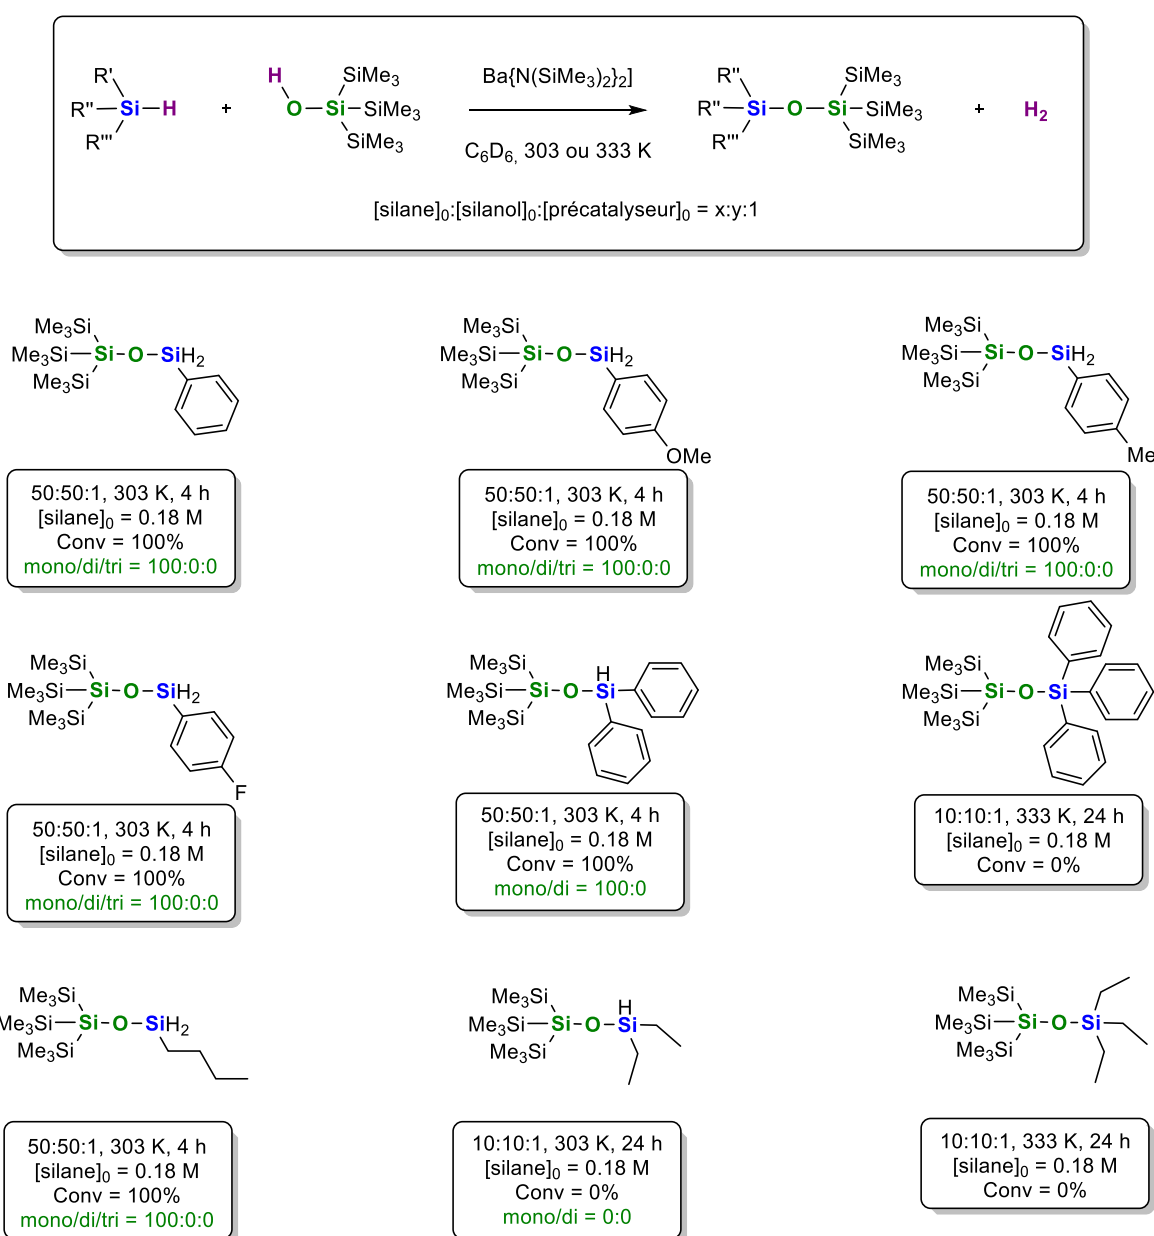 R'
R''
R'''
Si
H
+
H
O
Si
SiMe3
SiMe3
SiMe3
Ba{N(SiMe3)2}2]
C6D6, 303 ou 333 K
R''
R''
R'''
Si
O
Si
SiMe3
SiMe3
SiMe3
+
H2
[silane]0:[silanol]0:[précatalyseur]0 = x:y:1
Me3Si
Me3Si
Me3Si
Si
O
SiH2
50:50:1, 303 K, 4 h
[silane]0 = 0.18 M
Conv = 100%
mono/di/tri = 100:0:0
Me3Si
Me3Si
Me3Si
Si
O
SiH2
OMe
50:50:1, 303 K, 4 h
[silane]0 = 0.18 M
Conv = 100%
mono/di/tri = 100:0:0
Me3Si
Me3Si
Me3Si
Si
O
SiH2
Me
50:50:1, 303 K, 4 h
[silane]0 = 0.18 M
Conv = 100%
mono/di/tri = 100:0:0
Me3Si
Me3Si
Me3Si
Si
O
SiH2
F
50:50:1, 303 K, 4 h
[silane]0 = 0.18 M
Conv = 100%
mono/di/tri = 100:0:0
Me3Si
Me3Si
Me3Si
Si
O
H
Si
50:50:1, 303 K, 4 h
[silane]0 = 0.18 M
Conv = 100%
mono/di = 100:0
Me3Si
Me3Si
Me3Si
Si
O
Si
10:10:1, 333 K, 24 h
[silane]0 = 0.18 M
Conv = 0%
Me3Si
Me3Si
Me3Si
Si
O
SiH2
50:50:1, 303 K, 4 h
[silane]0 = 0.18 M
Conv = 100%
mono/di/tri = 100:0:0
Me3Si
Me3Si
Me3Si
Si
O
H
Si
10:10:1, 303 K, 24 h
[silane]0 = 0.18 M
Conv = 0%
mono/di = 0:0
Me3Si
Me3Si
Me3Si
Si
O
Si
10:10:1, 333 K, 24 h
[silane]0 = 0.18 M
Conv = 0%